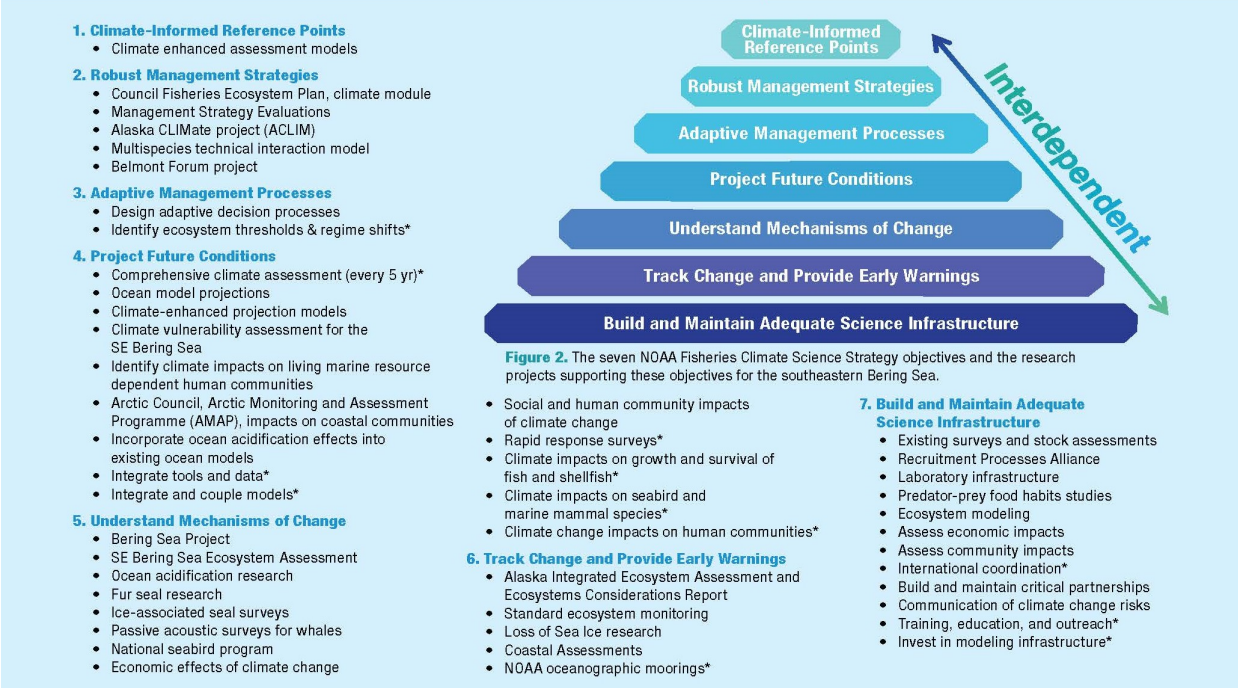 1. Climate-Informed Reference Points
• Climate enhanced assessment models
2. Robust Management Strategies
• Council Fisheries Ecosystem Plan, climate module
• Management Strategy Evaluations
• Alaska CLIMate project (ACLIM)
• Multispecies technical interaction model
• Belmont Forum project
3. Adaptive Management Processes
• Design adaptive decision processes
• Identify ecosystem thresholds & regime shifts*
4. Project Future Conditions
• Comprehensive climate assessment (every 5 yr)*
• Ocean model projections
• Climate-enhanced projection models
• Climate vulnerability assessment for the
SE Bering Sea
• Identify climate impacts on living marine resource
dependent human communities
• Arctic Council, Arctic Monitoring and Assessment
Programme (AMAP), impacts on coastal communities
• Incorporate ocean acidification effects into
existing ocean models
• Integrate tools and data*
• Integrate and couple models*
5. Understand Mechanisms of Change
• Bering Sea Project
• SE Bering Sea Ecosystem Assessment
• Ocean acidification research
• Fur seal research
• Ice-associated seal surveys
• Passive acoustic surveys for whales
• National seabird program
• Economic effects of climate change
Climate-Informed
Reference Points
Robust Management Strategies
Adaptive Management Processes
Project Future Conditions
Understand Mechanisms of Change
Track Change and Provide Early Warnings
Build and Maintain Adequate Science Infrastructure
Interdependent
Figure 2. The seven NOAA Fisheries Climate Science Strategy objectives and the research
projects supporting these objectives for the southeastern Bering Sea.
• Social and human community impacts
of climate change
• Rapid response surveys*
• Climate impacts on growth and survival of
fish and shellfish*
• Climate impacts on seabird and
marine mammal species*
• Climate change impacts on human communities*
6. Track Change and Provide Early Warnings
• Alaska Integrated Ecosystem Assessment and
Ecosystems Considerations Report
• Standard ecosystem monitoring
• Loss of Sea Ice research
• Coastal Assessments
• NOAA oceanographic moorings*
7. Build and Maintain Adequate
Science Infrastructure
• Existing surveys and stock assessments
• Recruitment Processes Alliance
• Laboratory infrastructure
• Predator-prey food habits studies
• Ecosystem modeling
• Assess economic impacts
• Assess community impacts
• International coordination*
• Build and maintain critical partnerships
• Communication of climate change risks
• Training, education, and outreach*
• Invest in modeling infrastructure*